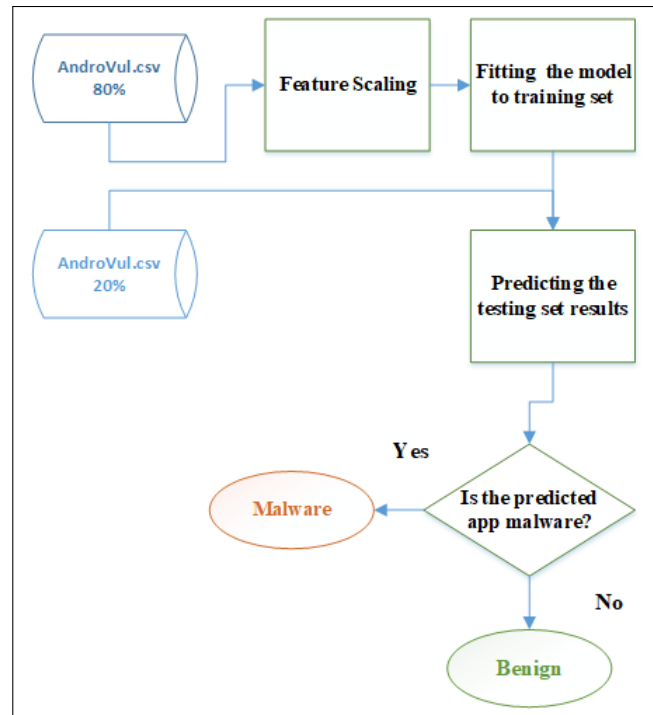 AndroVul.csv
80%
Feature Scaling
Fitting the model
to training set
AndroVul.csv
20%
Predicting the
testing set results
Yes
Is the predicted
app malware?
Malware
No
Benign